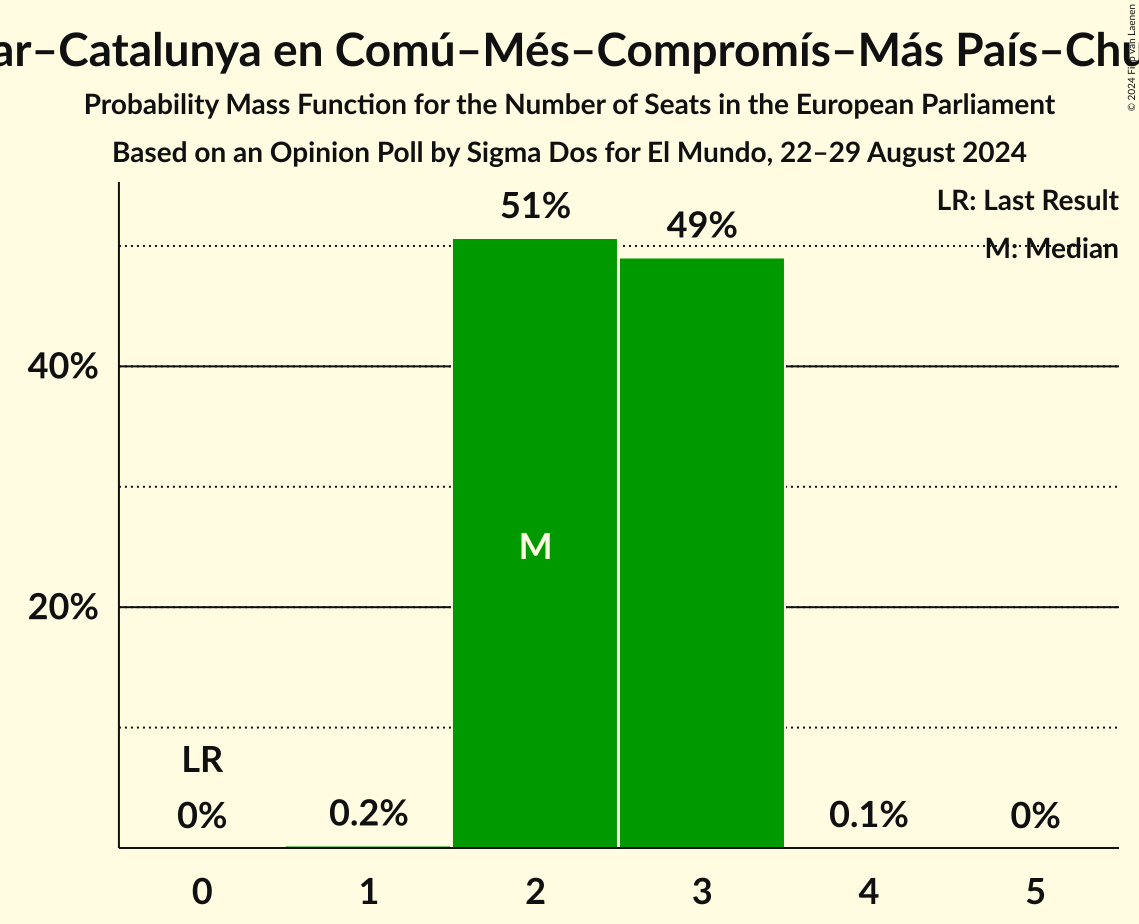 ar–Catalunya en Comú–Més–Compromís–Más País–Chu
Probability Mass Function for the Number of Seats in the European Parliament
Based on an Opinion Poll by Sigma Dos for El Mundo, 22–29 August 2024
© 2024 Filip van Laenen
LR: Last Result
M: Median
51%
49%
40%
20%
M
LR
0%
0.2%
0.1%
0%
0 1 2 3 4 5